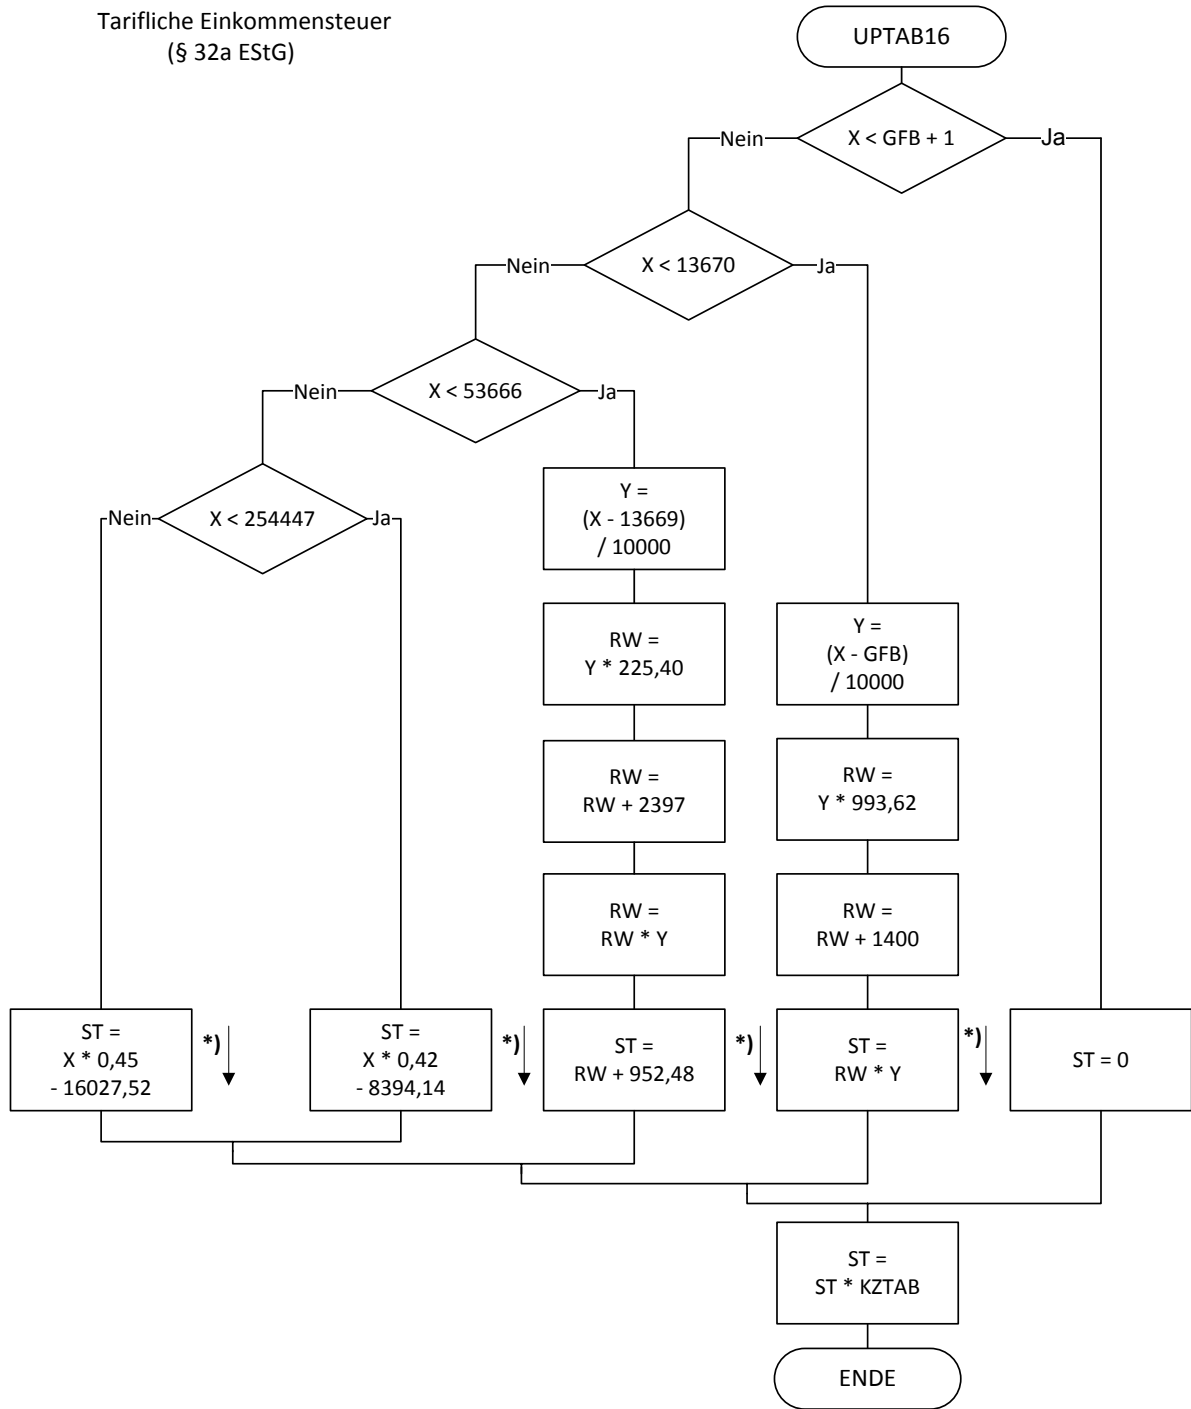 Tarifliche Einkommensteuer
(§ 32a EStG)
UPTAB16
X < GFB + 1
Nein
Ja
X < 13670
Nein
Ja
X < 53666
Nein
Ja
X < 254447
Nein
Ja
Y =
(X - 13669)
/ 10000
RW =
Y * 225,40
RW =
RW + 2397
RW =
RW * Y
Y =
(X - GFB)
/ 10000
RW =
Y * 993,62
RW =
RW + 1400
ST =
X * 0,45
- 16027,52
*)
ST =
X * 0,42
- 8394,14
*)
ST =
RW + 952,48
*)
ST =
RW * Y
*)
ST = 0
ST =
ST * KZTAB
ENDE